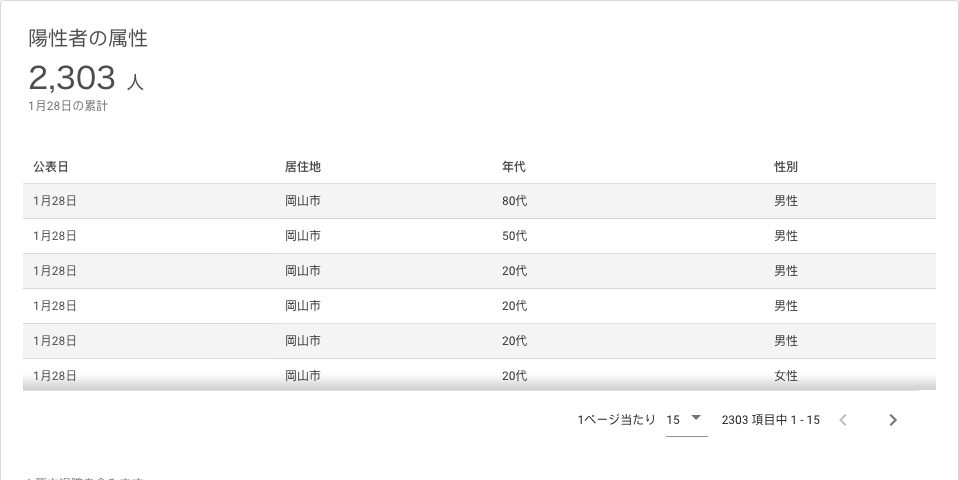 陽性者の属性
2,303 人
1月28日の累計
公表日 居住地 年代 性別
1月28日 岡山市 80代 男性
1月28日 岡山市 50代 男性
1月28日 岡山市 20代 男性
1月28日 岡山市 20代 男性
1月28日 岡山市 20代 男性
1月28日 岡山市 20代 女性
1ページ当たり 15 2303 項目中 1 - 15